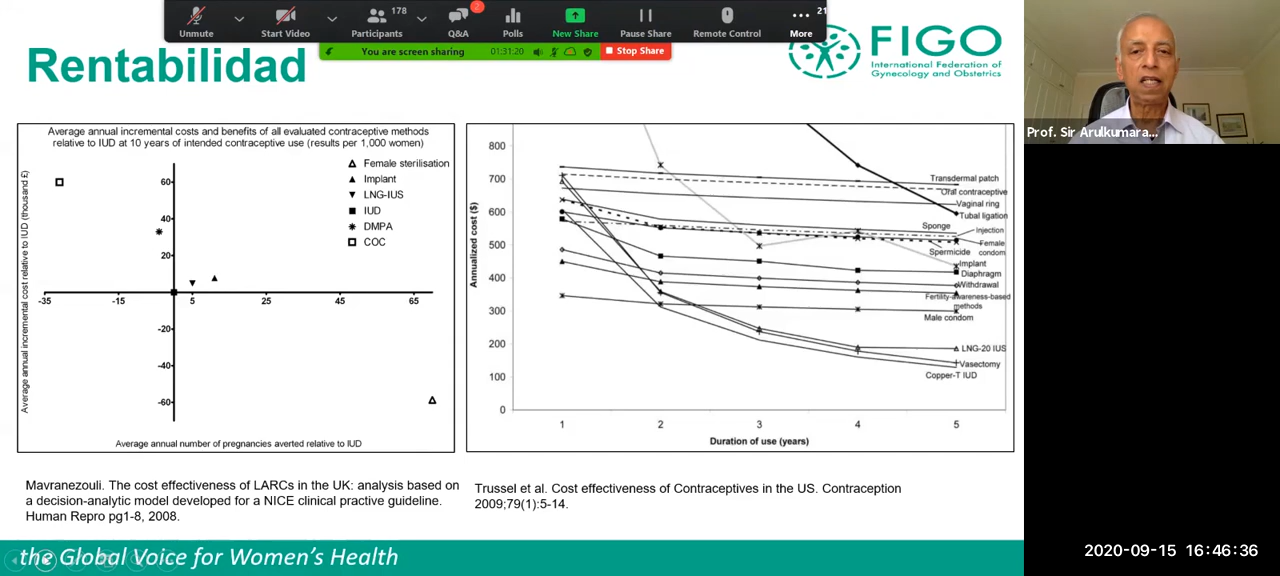 Unmute
Start Video
Participants
178
Q&A
2
Polls
New Share
Pause Share
Remote Control
More
21
You are screen sharing
01:31:20
Stop Share
Rentabilidad
FIGO
International Federation of
Gynecology and Obstetrics
Prof. Sir Arulkumara...
Average annual incremental costs and benefits of all evaluated contraceptive methods
relative to IUD at 10 years of intended contraceptive use (results per 1,000 women)
Average annual incremental cost relative to IUD (thousand £)
Female sterilisation
Implant
LNG-IUS
IUD
DMPA
COC
60
40
20
-35
-15
5
25
45
65
-20
-40
-60
Average annual number of pregnancies averted relative to IUD
Annualized cost ($)
800
700
600
500
400
300
200
100
0
1
2
3
4
5
Duration of use (years)
Transdermal patch
Oral contraceptive
Vaginal ring
Tubal ligation
Sponge
injection
Female
condom
Spermicide
Implant
Diaphragm
Withdrawal
Fertility-awareness-based
methods
Male condom
LNG-20 IUS
Vasectomy
Copper-T IUD
Mavranezouli. The cost effectiveness of LARCs in the UK: analysis based on
a decision-analytic model developed for a NICE clinical practive guideline.
Human Repro pg1-8, 2008.
Trussel et al. Cost effectiveness of Contraceptives in the US. Contraception
2009;79(1):5-14.
the Global Voice for Women's Health
2020-09-15 16:46:36